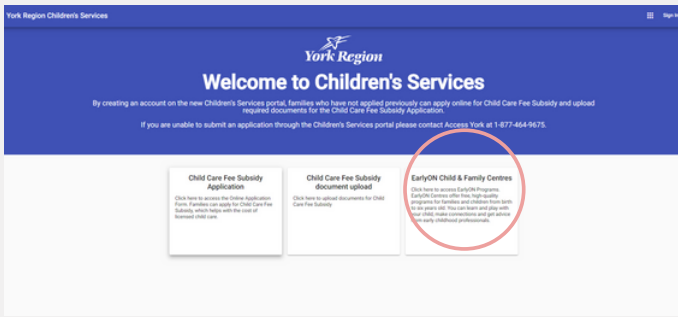 York Region Children's Services
Sign In
York Region
Welcome to Children's Services
By creating an account on the new Children's Services portal, families who have not applied previously can apply online for Child Care Fee Subsidy and upload
required documents for the Child Care Fee Subsidy Application.
If you are unable to submit an application through the Children's Services portal please contact Access York at 1-877-464-9675.
Child Care Fee Subsidy
Application
Click here to access the Online Application
Form. Families can apply for Child Care Fee
Subsidy, which helps with the cost of
licensed child care.
Child Care Fee Subsidy
document upload
Click here to upload documents for Child
Care Fee Subsidy
EarlyON Child & Family Centres
Click here to access EarlyON Programs.
EarlyON Centres offer free, high-quality
programs for families and children from birth
to six years old. You can learn and play with
your child, make connections and get advice
from early childhood professionals.